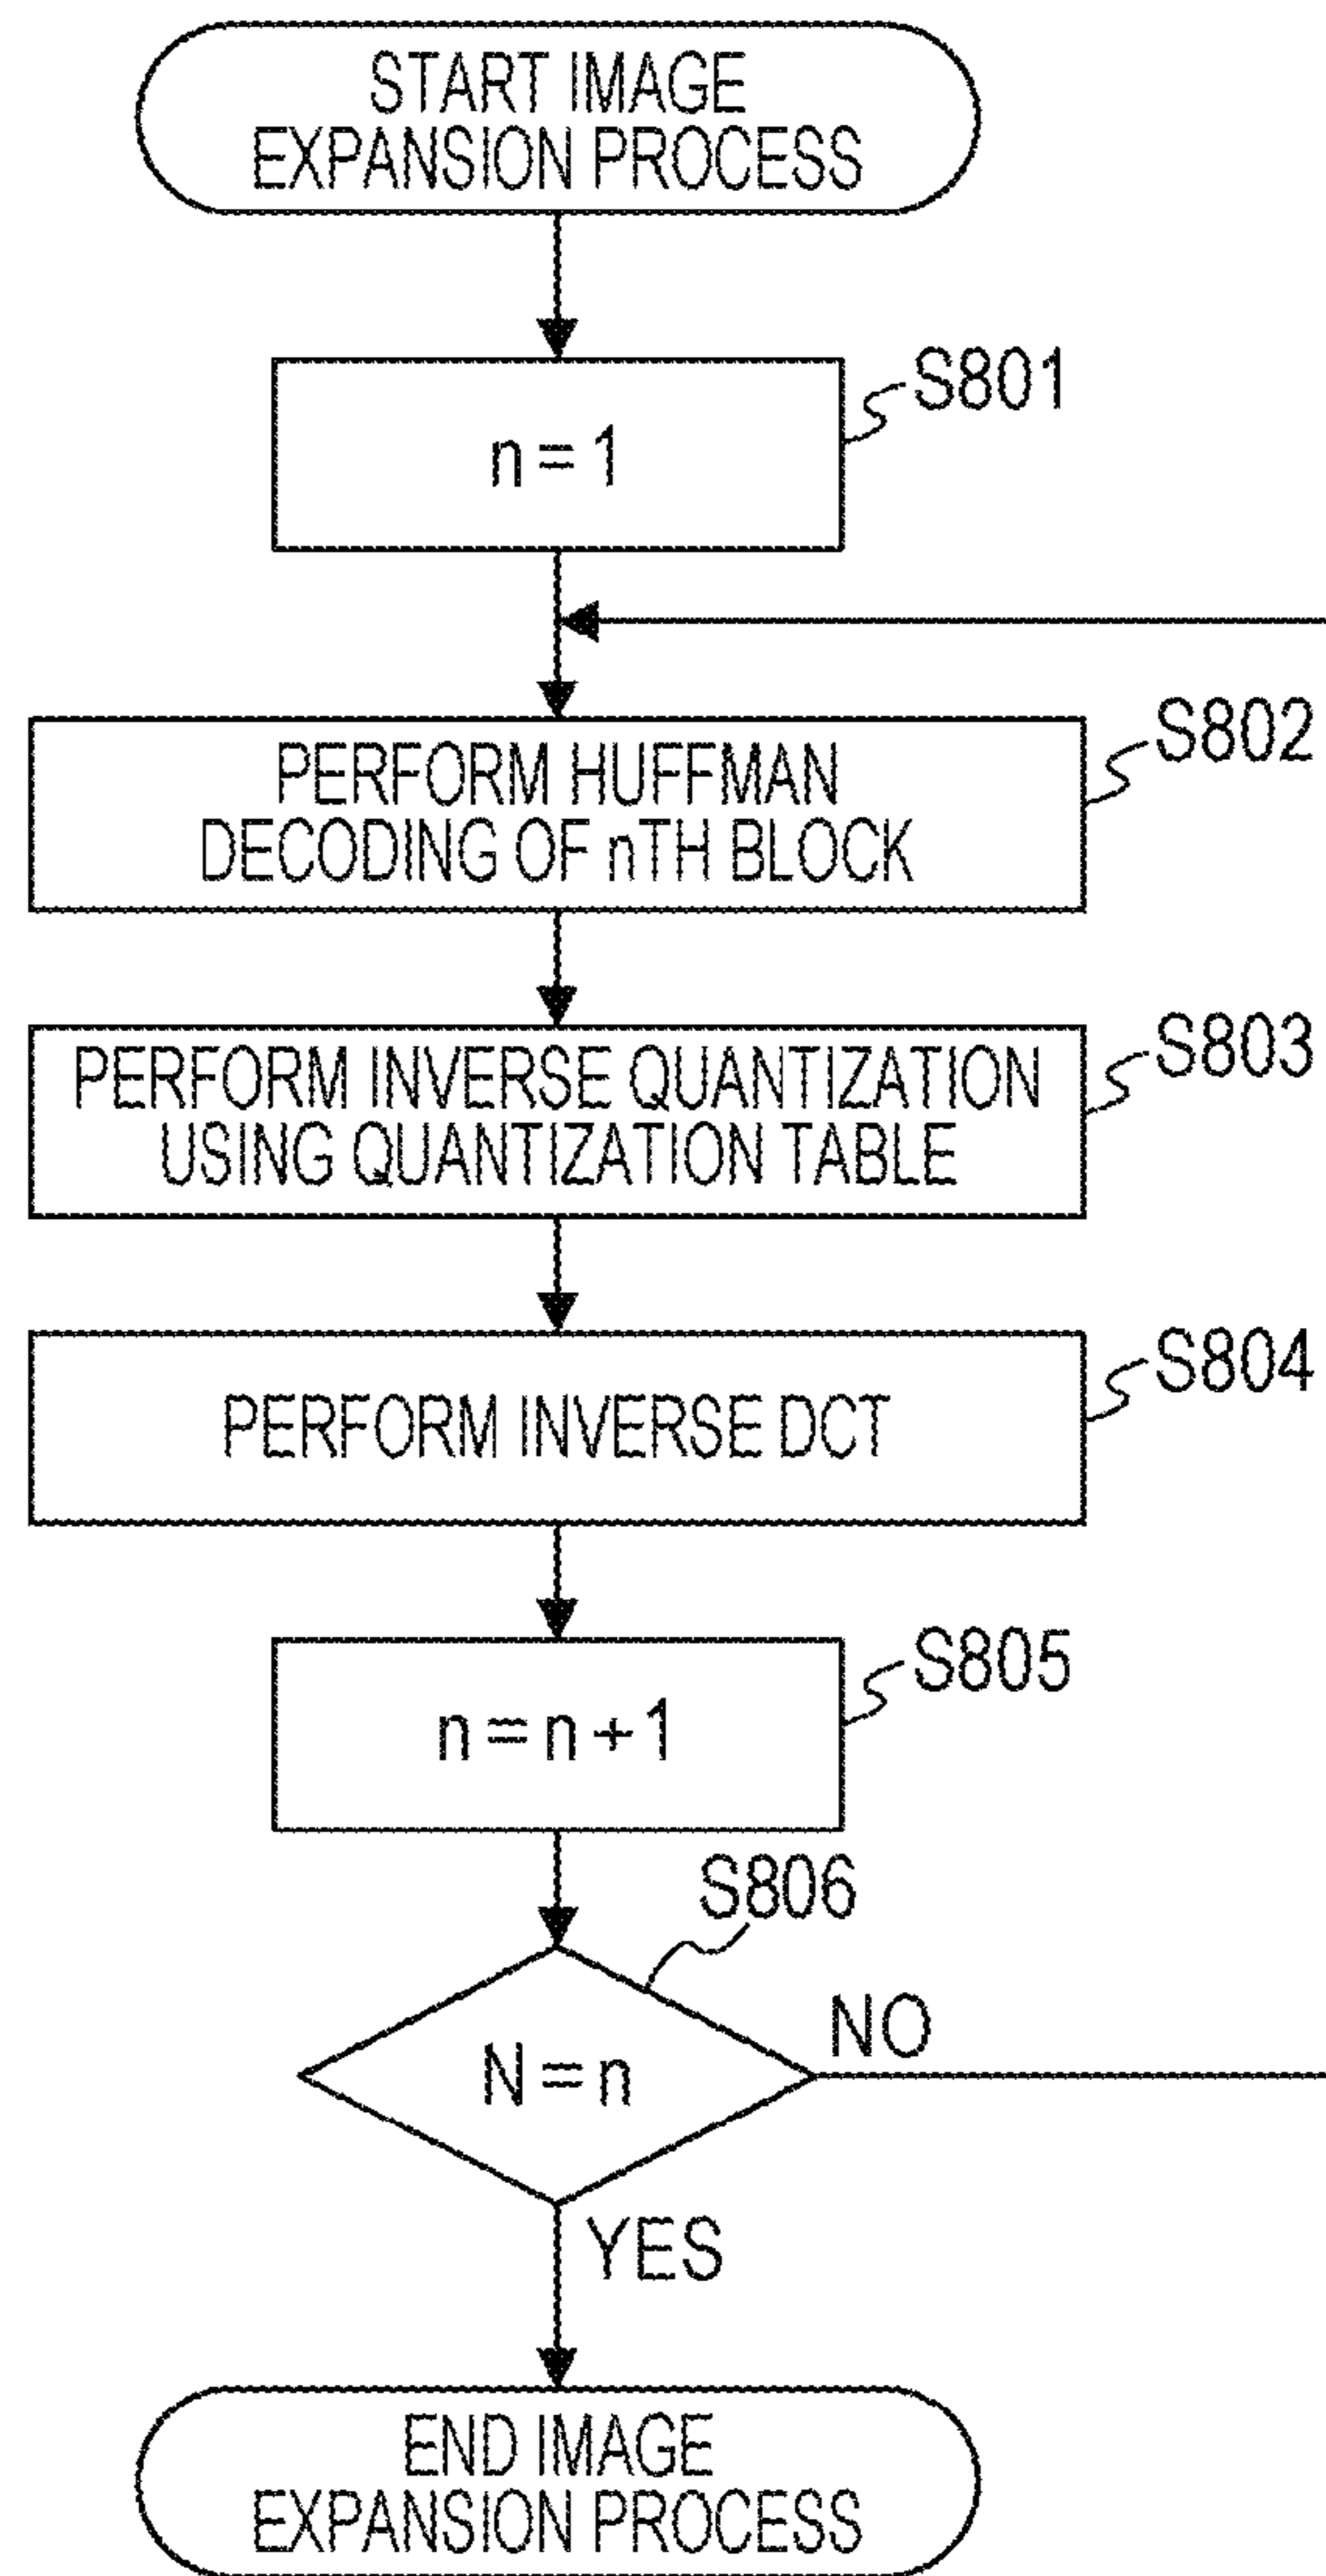 START IMAGE
EXPANSION PROCESS
S801
n = 1
S802
PERFORM HUFFMAN
DECODING OF nTH BLOCK
S803
PERFORM INVERSE QUANTIZATION
USING QUANTIZATION TABLE
S804
PERFORM INVERSE DCT
S805
n = n + 1
S806
N = n
NO
YES
END IMAGE
EXPANSION PROCESS